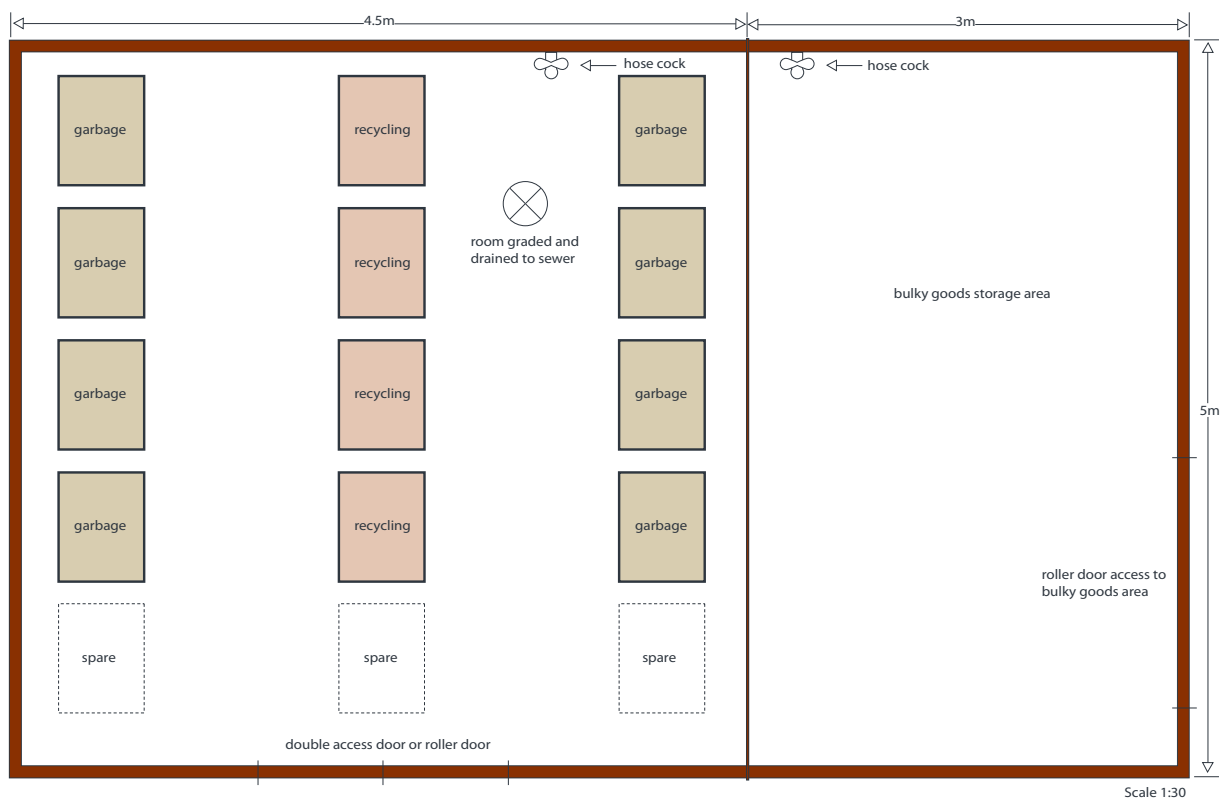 4.5m
3m
hose cock
hose cock
garbage
recycling
garbage
room graded and
drained to sewer
garbage
recycling
garbage
bulky goods storage area
garbage
recycling
garbage
5m
garbage
recycling
garbage
roller door access to
bulky goods area
spare
spare
spare
double access door or roller door
Scale 1:30